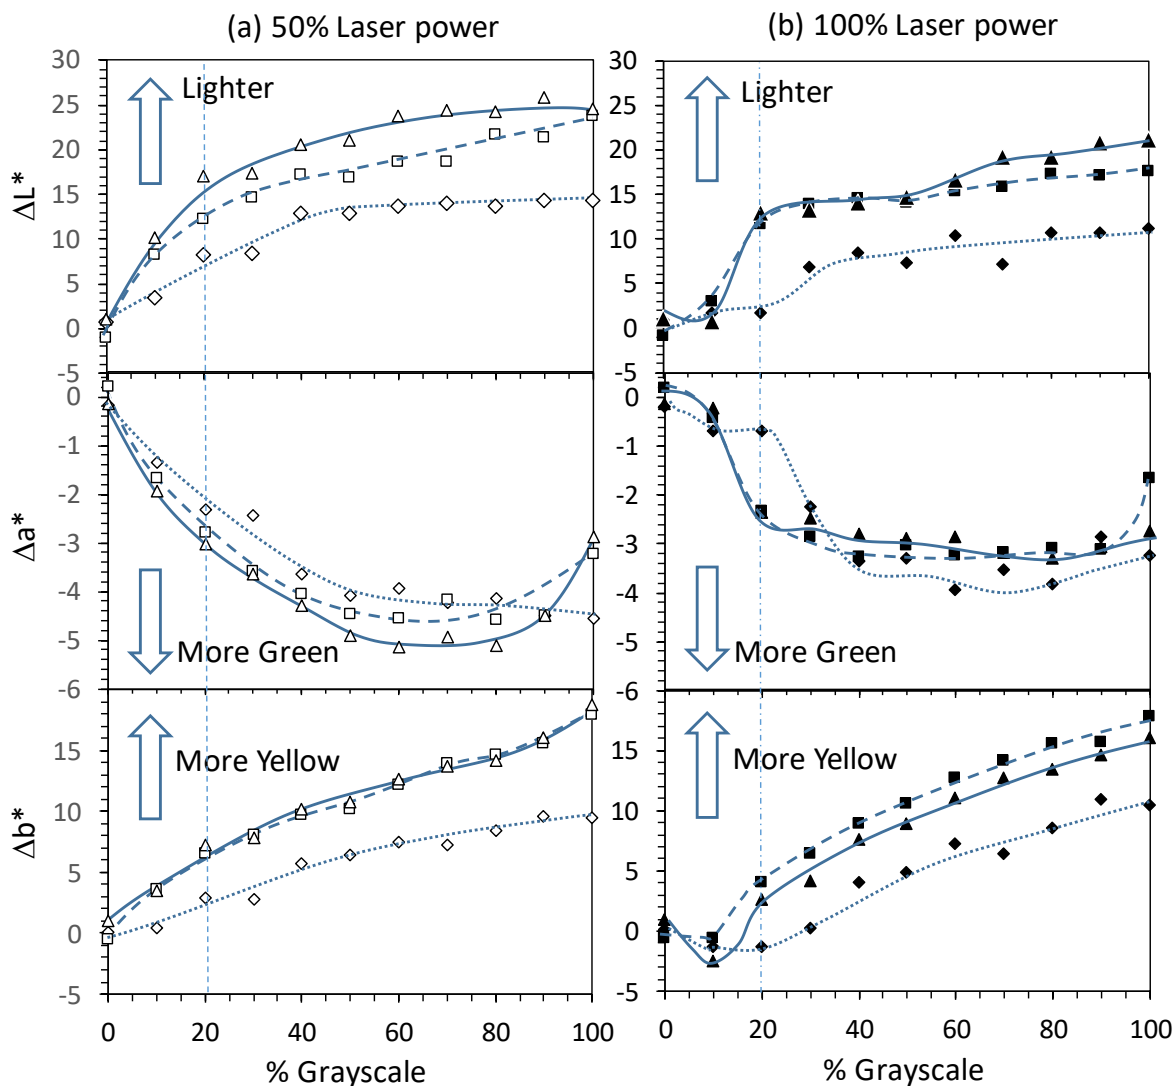 (a) 50% Laser power
(b) 100% Laser power
30
25
20
15
10
5
0
-5
ΔL*
Lighter
30
25
20
15
10
5
0
-5
Lighter
0
-1
-2
-3
-4
-5
-6
Δa*
More Green
0
-1
-2
-3
-4
-5
-6
More Green
15
10
5
0
-5
Δb*
More Yellow
15
10
5
0
-5
More Yellow
0 20 40 60 80 100
% Grayscale
0 20 40 60 80 100
% Grayscale